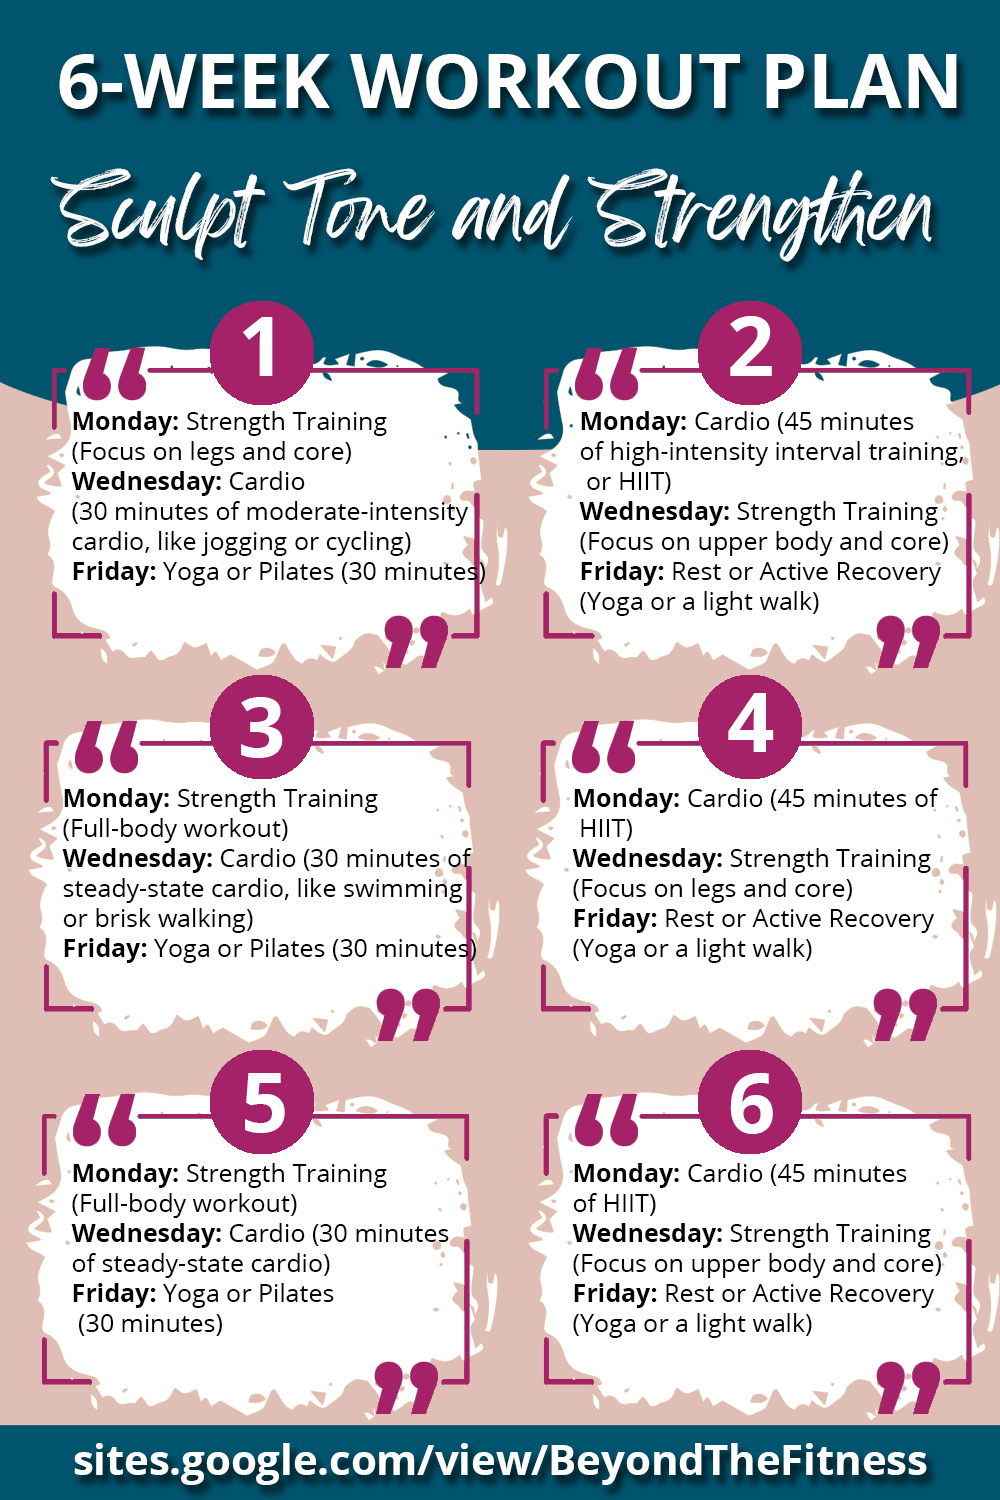 6-WEEK WORKOUT PLAN
Sculpt Tone and Strengthen
1
Monday: Strength Training
(Focus on legs and core)
Wednesday: Cardio
(30 minutes of moderate-intensity
cardio, like jogging or cycling)
Friday: Yoga or Pilates (30 minutes)
2
Monday: Cardio (45 minutes
of high-intensity interval training,
or HIIT)
Wednesday: Strength Training
(Focus on upper body and core)
Friday: Rest or Active Recovery
(Yoga or a light walk)
3
Monday: Strength Training
(Full-body workout)
Wednesday: Cardio (30 minutes of
steady-state cardio, like swimming
or brisk walking)
Friday: Yoga or Pilates (30 minutes)
4
Monday: Cardio (45 minutes of
HIIT)
Wednesday: Strength Training
(Focus on legs and core)
Friday: Rest or Active Recovery
(Yoga or a light walk)
5
Monday: Strength Training
(Full-body workout)
Wednesday: Cardio (30 minutes
of steady-state cardio)
Friday: Yoga or Pilates
(30 minutes)
6
Monday: Cardio (45 minutes
of HIIT)
Wednesday: Strength Training
(Focus on upper body and core)
Friday: Rest or Active Recovery
(Yoga or a light walk)
sites.google.com/view/BeyondTheFitness